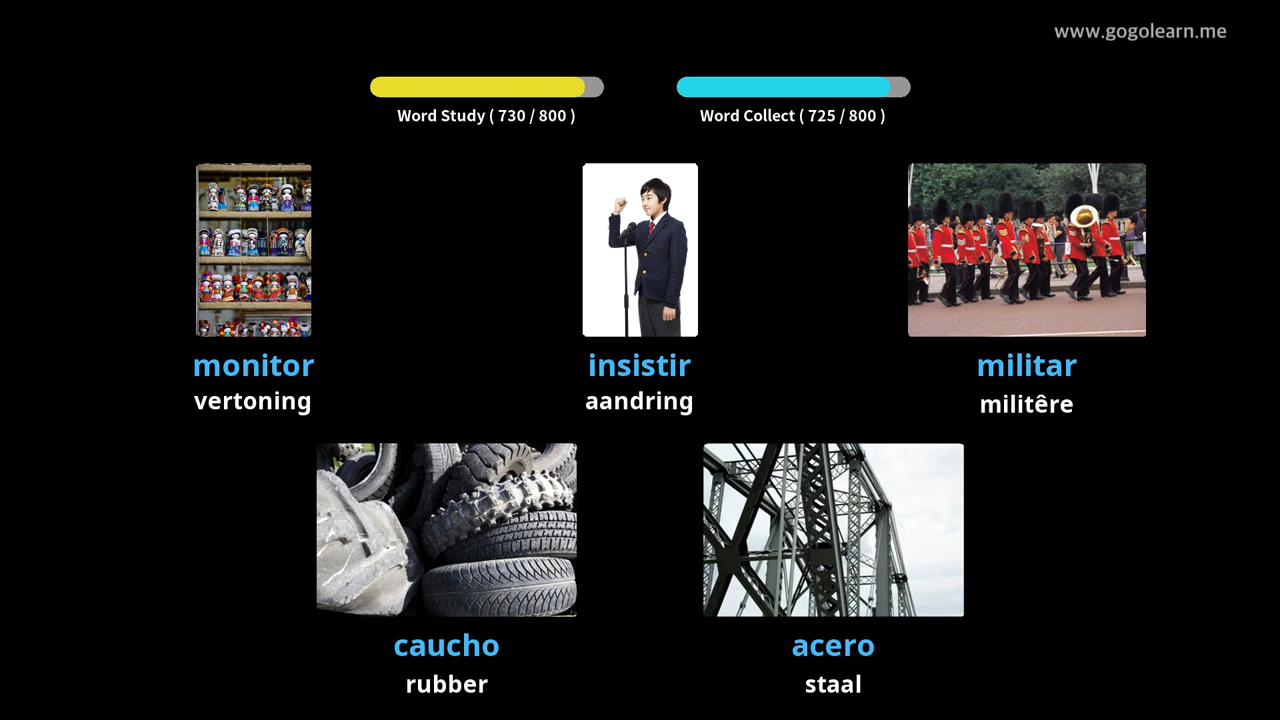 www.gogolearn.me
Word Study ( 730 / 800 )
Word Collect ( 725 / 800 )
monitor
vertoning
insistir
aandring
militar
militêre
caucho
rubber
acero
staal